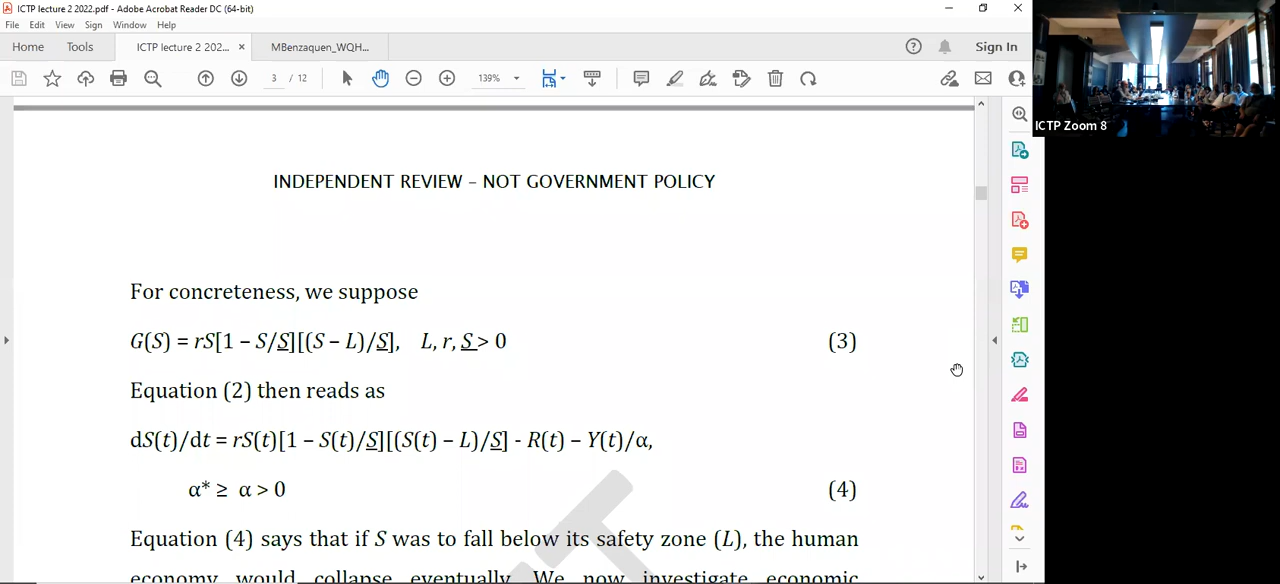 ICTP lecture 2 2022.pdf - Adobe Acrobat Reader DC (64-bit)
File Edit View Sign Window Help
Home Tools ICTP lecture 2 202... × MBenzaquen_WQH... Sign In
3 / 12 139%
ICTP Zoom 8
INDEPENDENT REVIEW – NOT GOVERNMENT POLICY
For concreteness, we suppose
G(S) = rS[1 – S/S][(S – L)/S], L, r, S > 0 (3)
Equation (2) then reads as
dS(t)/dt = rS(t)[1 – S(t)/S][(S(t) – L)/S] - R(t) – Y(t)/α,
α* ≥ α > 0 (4)
Equation (4) says that if S was to fall below its safety zone (L), the human
economy would collapse eventually. We now investigate economic